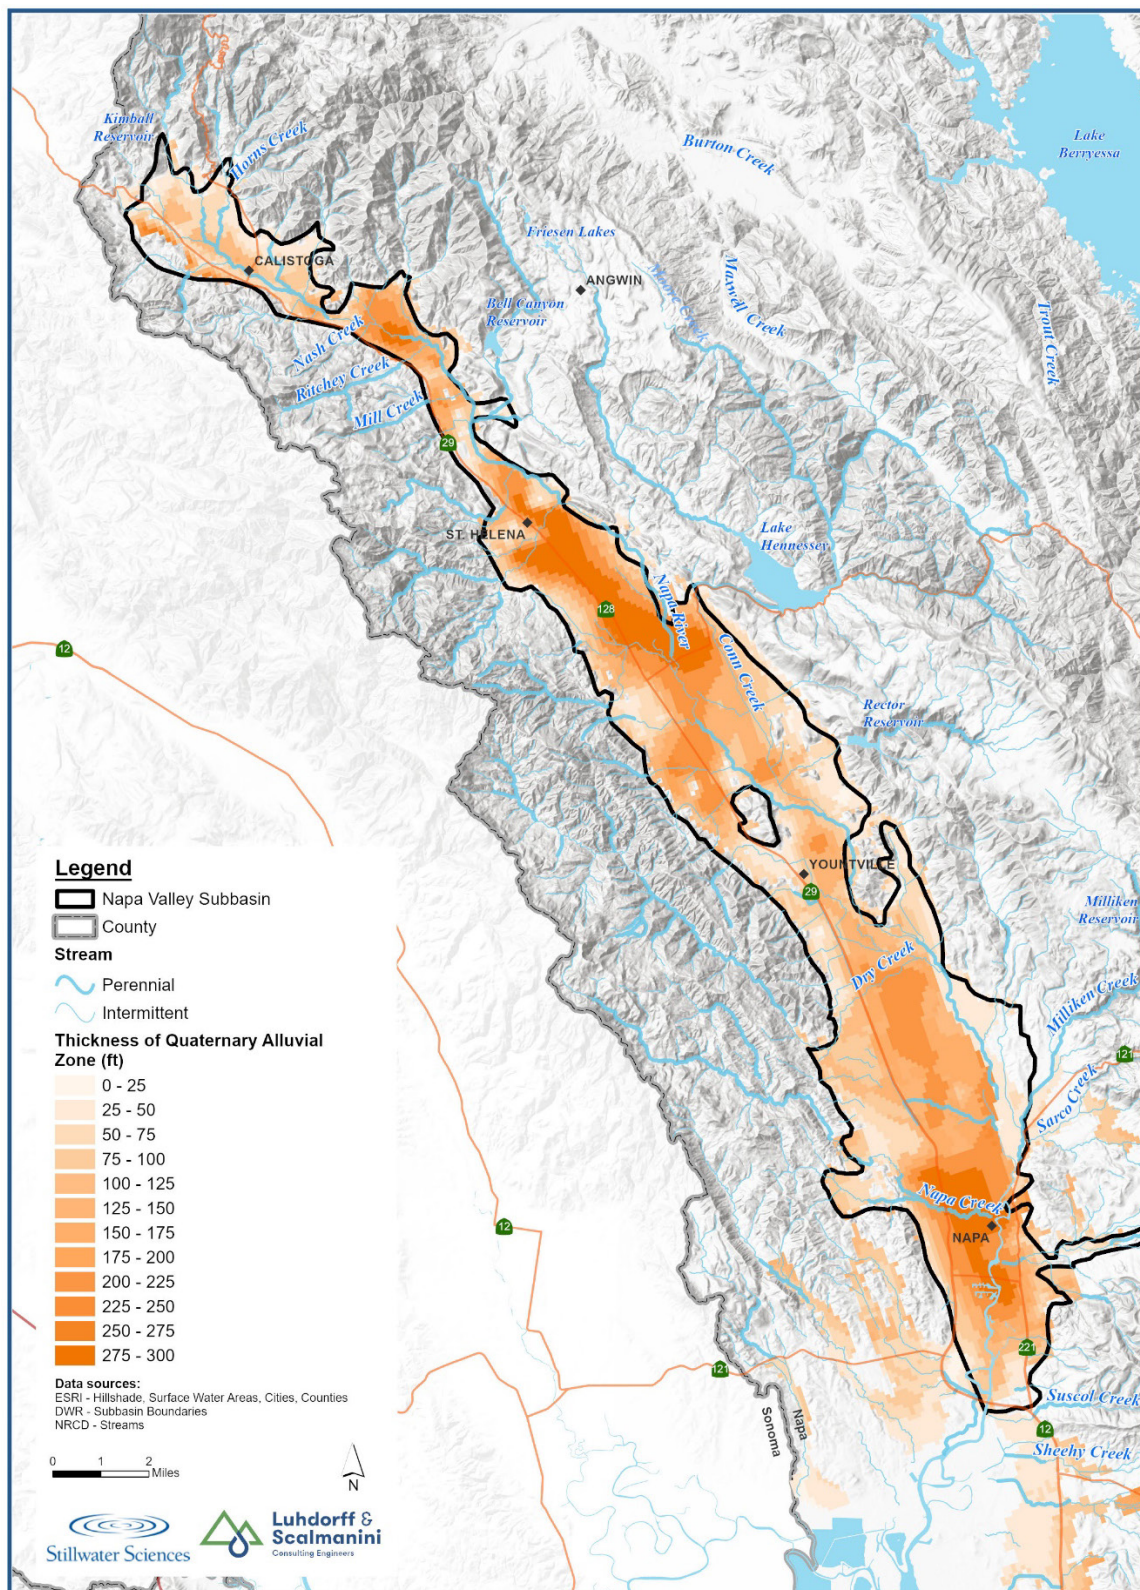 Kimball
Reservoir
Horns Creek
Burton Creek
Lake
Berryessa
Friesen Lakes
CALISTOGA
ANGWIN
Moore Creek
Maxwell Creek
Trout Creek
Bell Canyon
Reservoir
Nash Creek
Ritchey Creek
Mill Creek
29
ST. HELENA
Lake
Hennessey
128
Napa River
Conn Creek
12
Rector
Reservoir
YOUNTVILLE
29
Milliken
Reservoir
Dry Creek
Milliken Creek
121
Sarco Creek
Napa Creek
NAPA
12
221
121
Suscol Creek
12
Sheehy Creek
Napa
Sonoma
Legend
Napa Valley Subbasin
County
Stream
Perennial
Intermittent
Thickness of Quaternary Alluvial
Zone (ft)
0 - 25
25 - 50
50 - 75
75 - 100
100 - 125
125 - 150
150 - 175
175 - 200
200 - 225
225 - 250
250 - 275
275 - 300
Data sources:
ESRI - Hillshade, Surface Water Areas, Cities, Counties
DWR - Subbasin Boundaries
NRCD - Streams
0 1 2
Miles
N
Stillwater Sciences
Luhdorff &
Scalmanini
Consulting Engineers